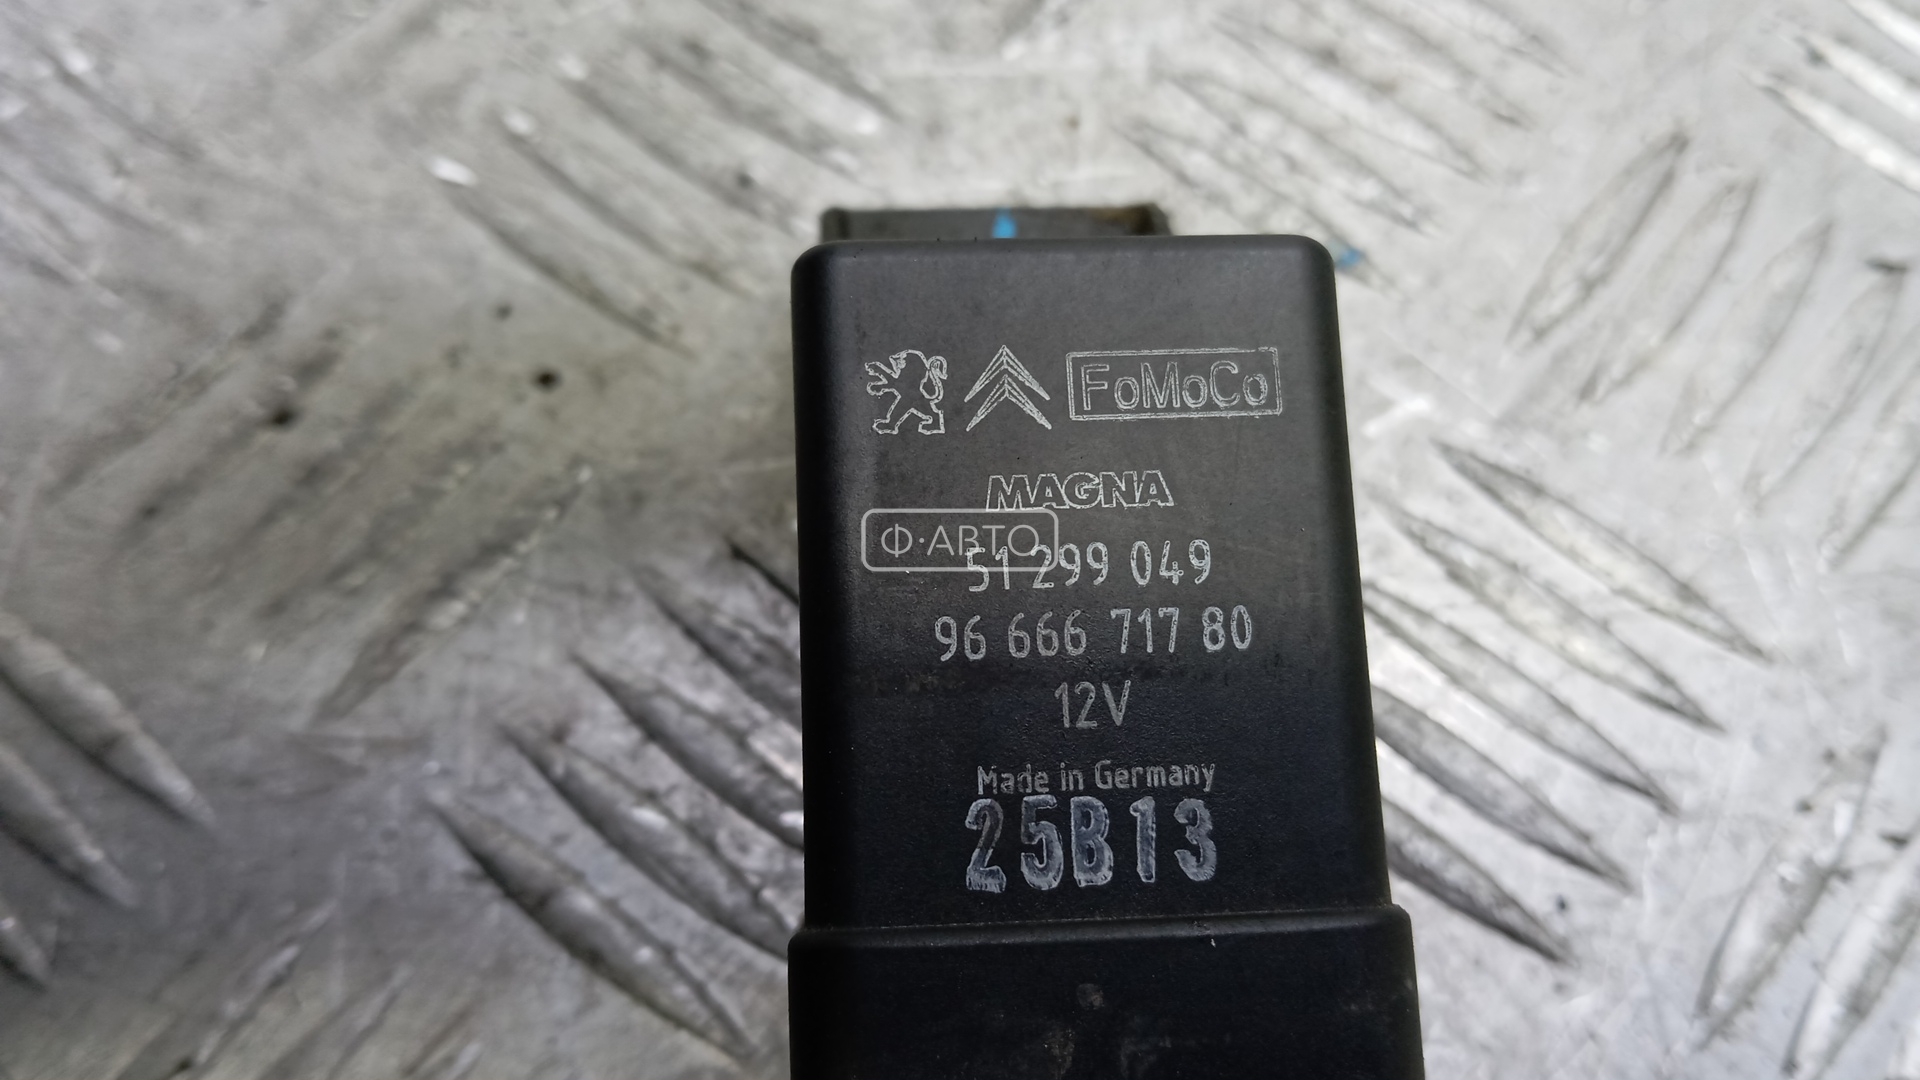 FoMoCo
MAGNA
Ф·АВТО
51 299 049
96 666 717 80
12V
Made in Germany
25B13